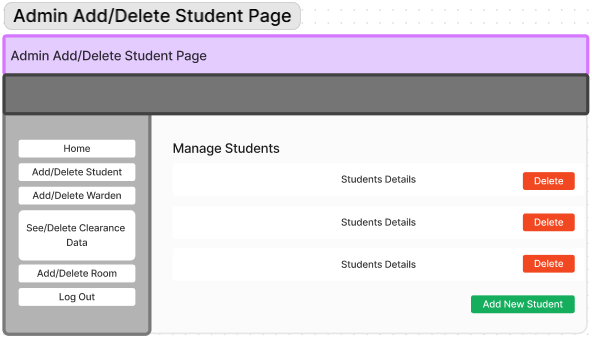 Admin Add/Delete Student Page
Admin Add/Delete Student Page
Home
Add/Delete Student
Add/Delete Warden
See/Delete Clearance
Data
Add/Delete Room
Log Out
Manage Students
Students Details
Delete
Students Details
Delete
Students Details
Delete
Add New Student